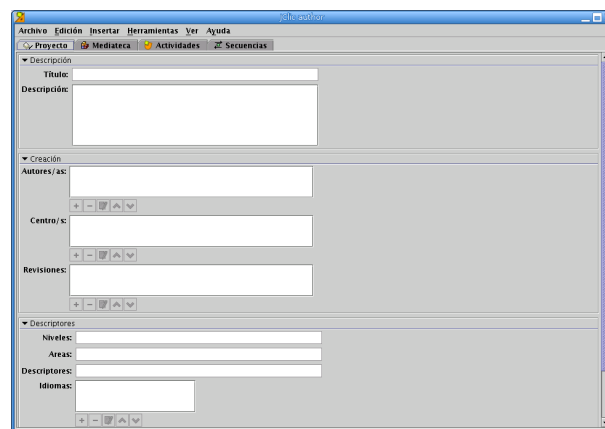 jclic author
Archivo Edición Insertar Herramientas Ver Ayuda
Proyecto Mediateca Actividades Secuencias
Descripción
Título:
Descripción:
Creación
Autores/as:
Centro/s:
Revisiones:
Descriptores
Niveles:
Areas:
Descriptores:
Idiomas: